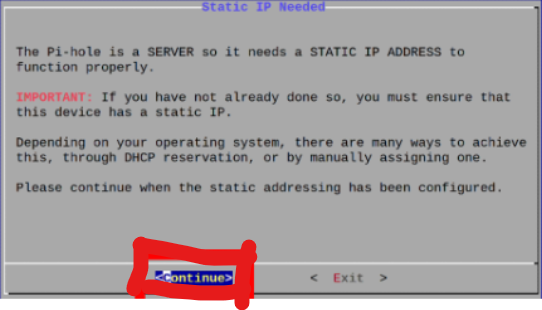 Static IP Needed
The Pi-hole is a SERVER so it needs a STATIC IP ADDRESS to
function properly.
IMPORTANT: If you have not already done so, you must ensure that
this device has a static IP.
Depending on your operating system, there are many ways to achieve
this, through DHCP reservation, or by manually assigning one.
Please continue when the static addressing has been configured.
<Continue> < Exit >